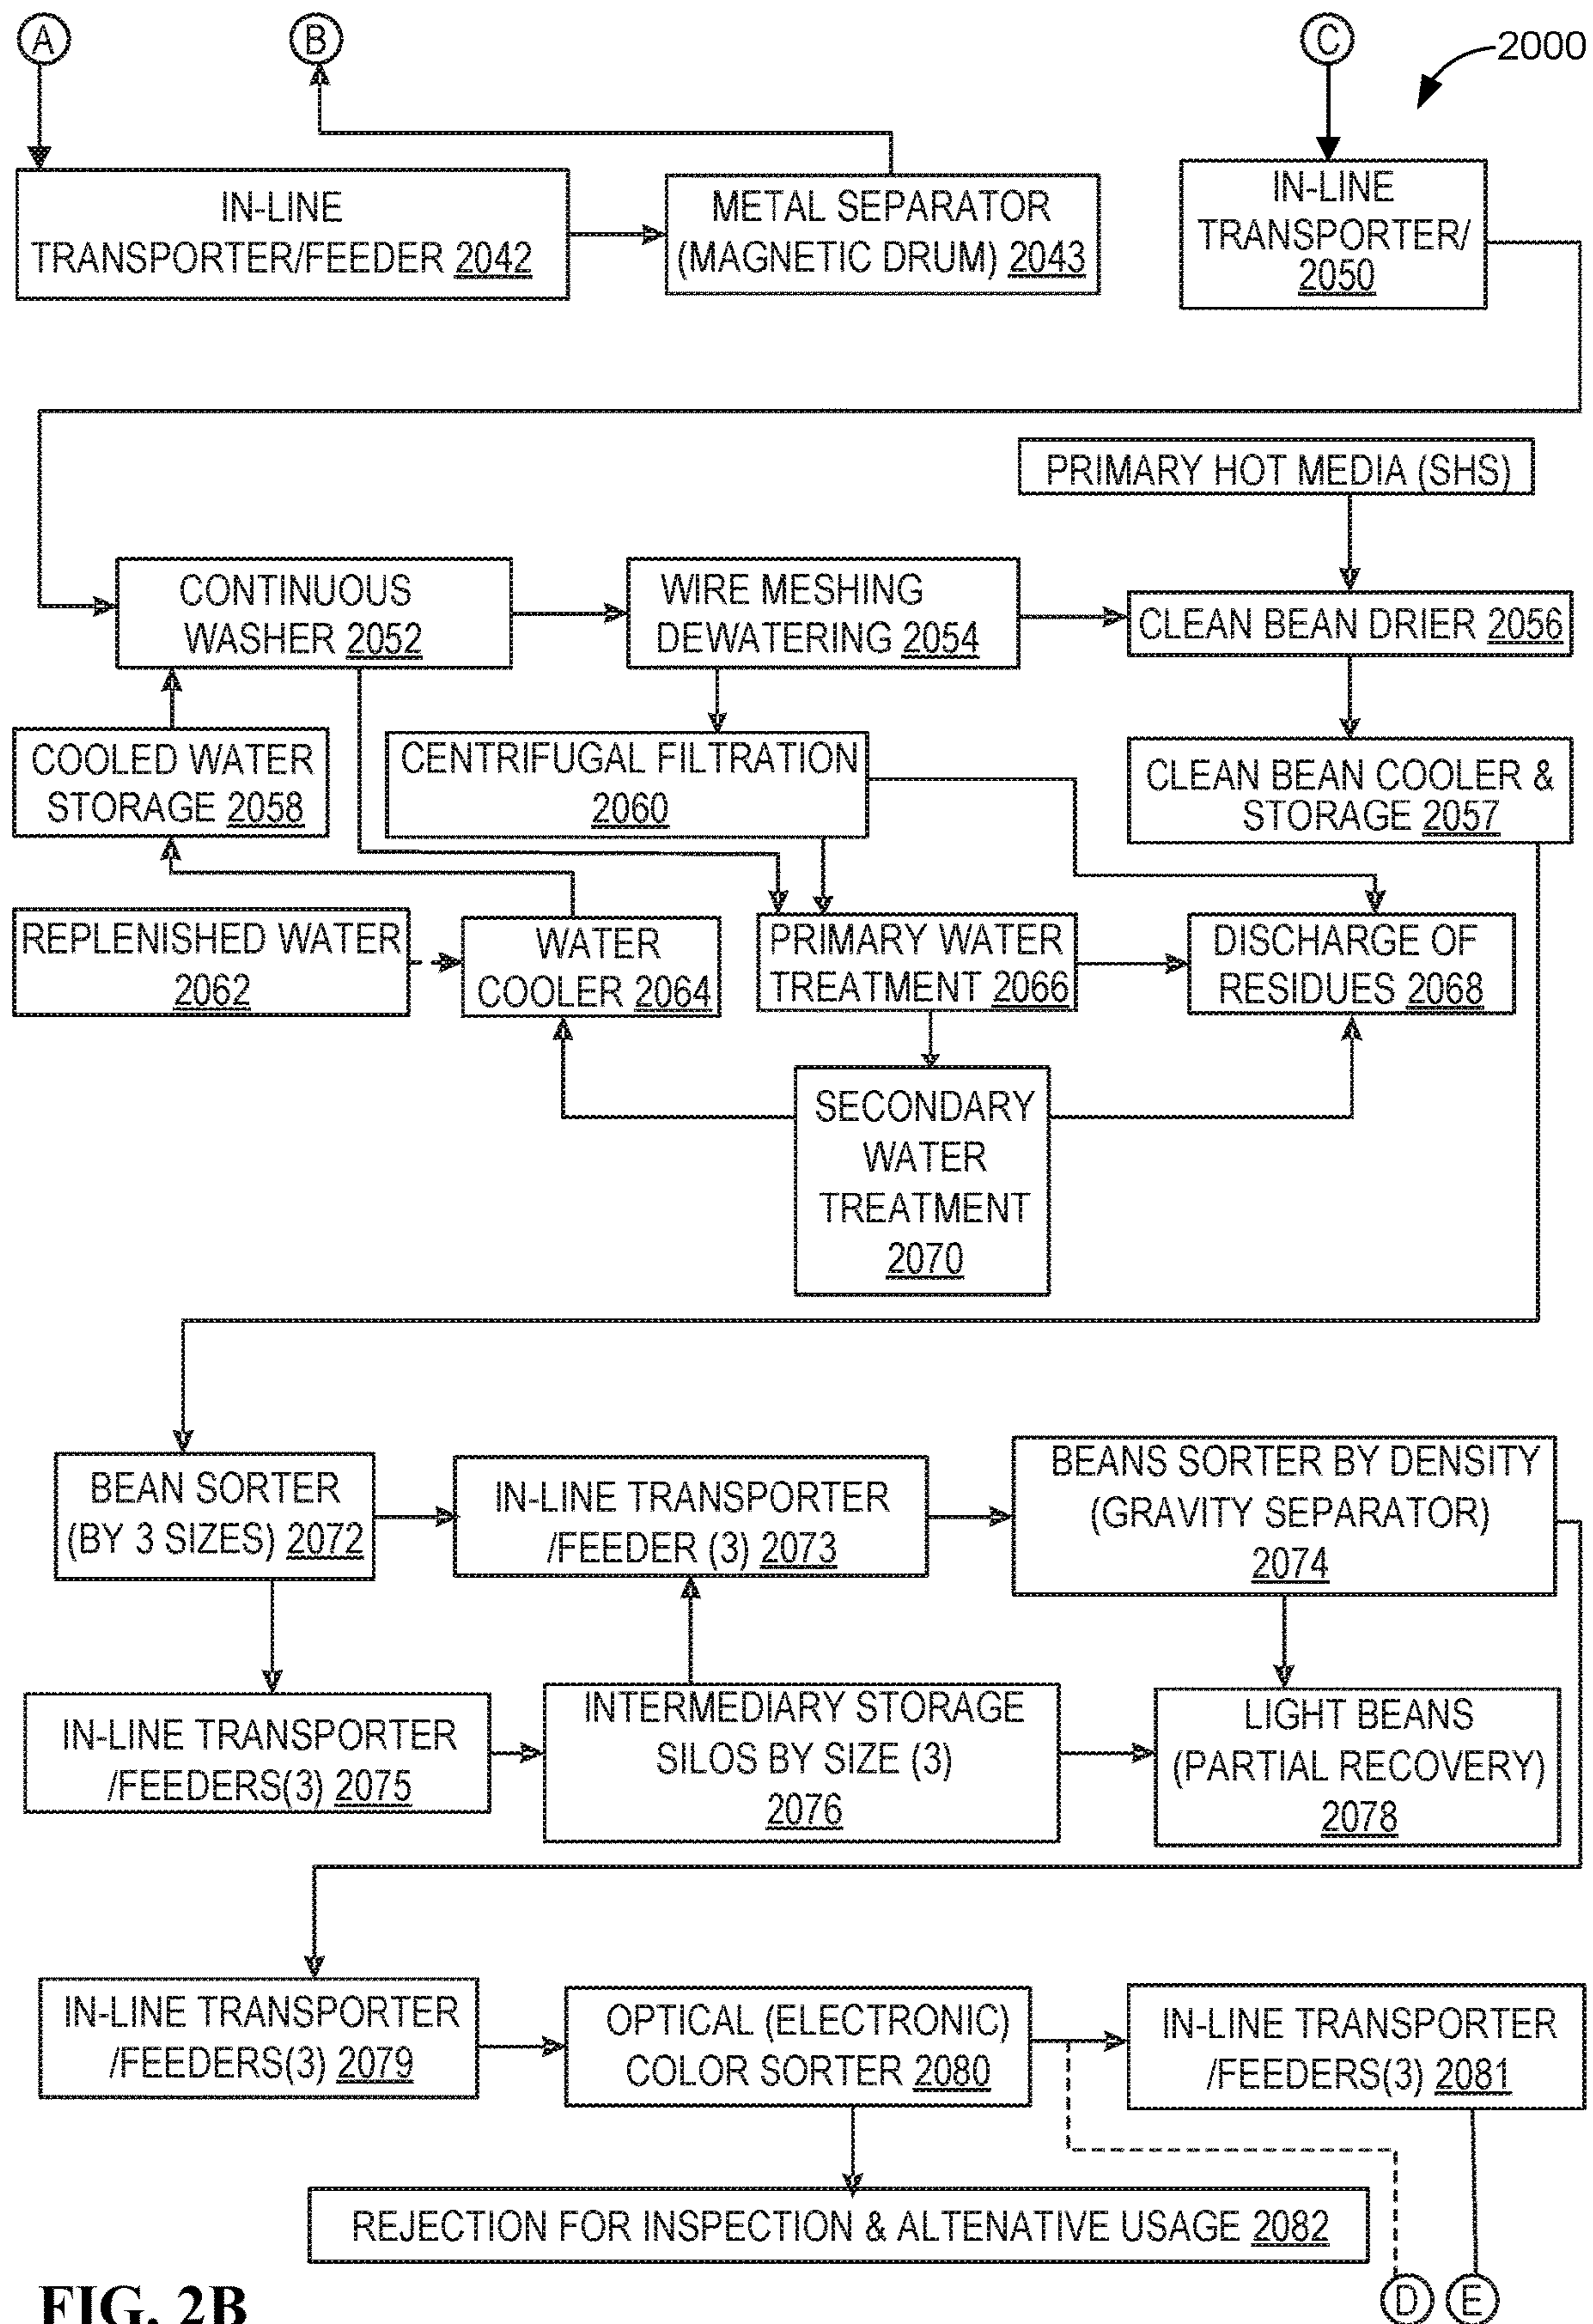 A
B
C
2000
IN-LINE
TRANSPORTER/FEEDER 2042
METAL SEPARATOR
(MAGNETIC DRUM) 2043
IN-LINE
TRANSPORTER/
2050
PRIMARY HOT MEDIA (SHS)
CONTINUOUS
WASHER 2052
WIRE MESHING
DEWATERING 2054
CLEAN BEAN DRIER 2056
COOLED WATER
STORAGE 2058
CENTRIFUGAL FILTRATION
2060
CLEAN BEAN COOLER &
STORAGE 2057
REPLENISHED WATER
2062
WATER
COOLER 2064
PRIMARY WATER
TREATMENT 2066
DISCHARGE OF
RESIDUES 2068
SECONDARY
WATER
TREATMENT
2070
BEAN SORTER
(BY 3 SIZES) 2072
IN-LINE TRANSPORTER
/FEEDER (3) 2073
BEANS SORTER BY DENSITY
(GRAVITY SEPARATOR)
2074
IN-LINE TRANSPORTER
/FEEDERS(3) 2075
INTERMEDIARY STORAGE
SILOS BY SIZE (3)
2076
LIGHT BEANS
(PARTIAL RECOVERY)
2078
IN-LINE TRANSPORTER
/FEEDERS(3) 2079
OPTICAL (ELECTRONIC)
COLOR SORTER 2080
IN-LINE TRANSPORTER
/FEEDERS(3) 2081
REJECTION FOR INSPECTION & ALTENATIVE USAGE 2082
D
E
FIG. 2B